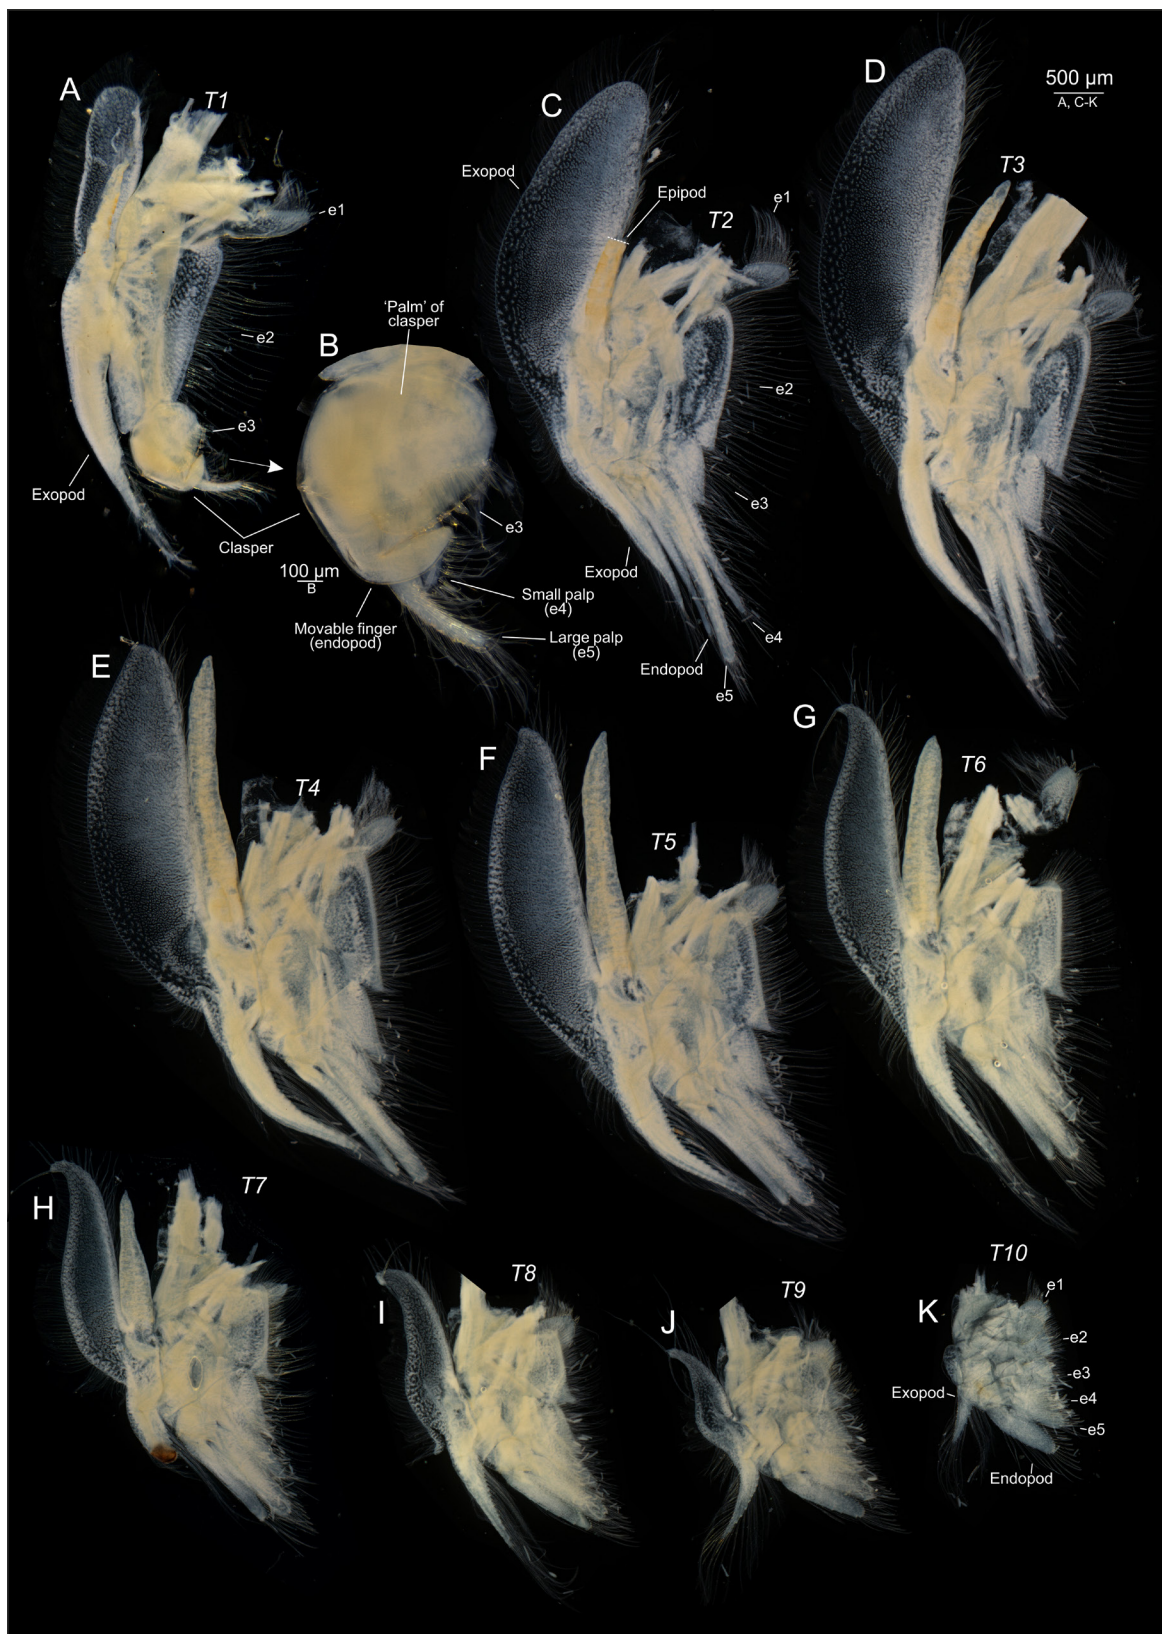 A
T1
e1
e2
e3
Exopod
Clasper
B
'Palm' of
clasper
e3
Small palp
(e4)
Large palp
(e5)
Movable finger
(endopod)
100 µm
B
C
Exopod
Epipod
T2
e1
e2
e3
e4
e5
Exopod
Endopod
D
T3
500 µm
A, C-K
E
T4
F
T5
G
T6
H
T7
I
T8
J
T9
K
T10
e1
e2
e3
e4
e5
Exopod
Endopod